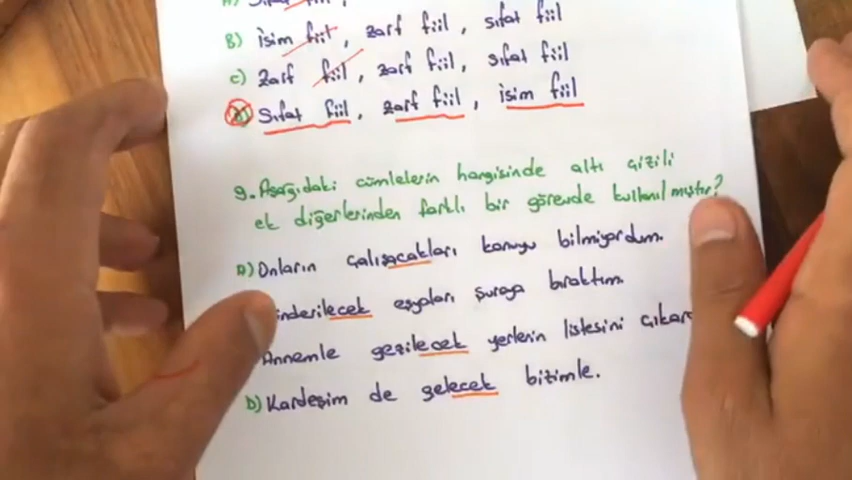 B) isim fiil, zarf fiil, sıfat fiil
C) zarf fiil, zarf fiil, sıfat fiil
D) sıfat fiil, zarf fiil, isim fiil
9. Aşağıdaki cümlelerin hangisinde altı çizili
ek diğerlerinden farklı bir görevde kullanılmıştır?
A) Onların çalışacakları konuyu bilmiyordum.
inderilecek eşyaları şuraya bıraktım.
Annemle gezilecek yerlerin listesini çıkar
D) Kardeşim de gelecek bizimle.